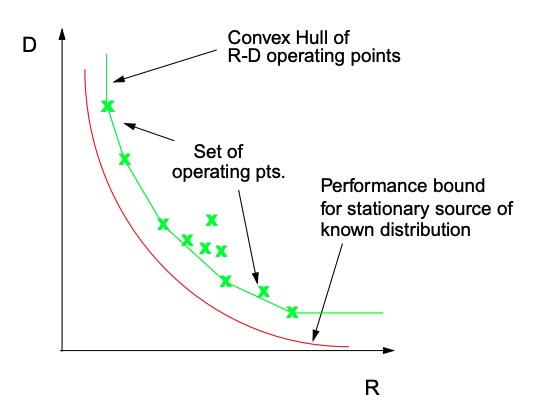 D
Convex Hull of
R-D operating points
Set of
operating pts.
Performance bound
for stationary source of
known distribution
R